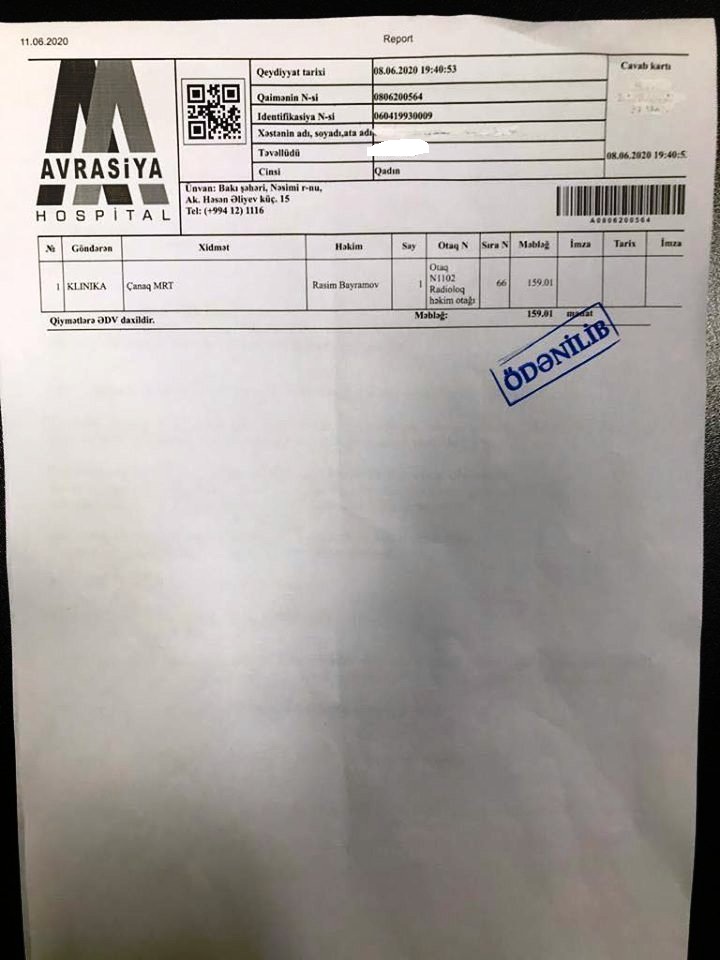 11.06.2020
Report
AVRASİYA
HOSPİTAL
Qeydiyyat tarixi 08.06.2020 19:40:53
Qaimənin N-si 0806200564
Identifikasiya N-si 060419930009
Xəstənin adı, soyadı,ata adı
Təvəllüdü
Cinsi Qadın
Cavab kartı
08.06.2020 19:40:5
Ünvan: Bakı şəhəri, Nəsimi r-nu,
Ak. Həsən Əliyev küç. 15
Tel: (+994 12) 1116
A0806200564
№ Göndərən Xidmət Həkim Say Otaq N Sıra N Məbləğ İmza Tarix İmza
1 KLINIKA Çanaq MRT Rasim Bayramov 1 Otaq N1102 Radioloq həkim otağı 66 159.01
Qiymətlərə ƏDV daxildir. Məbləğ: 159.01 manat
ÖDƏNİLİB